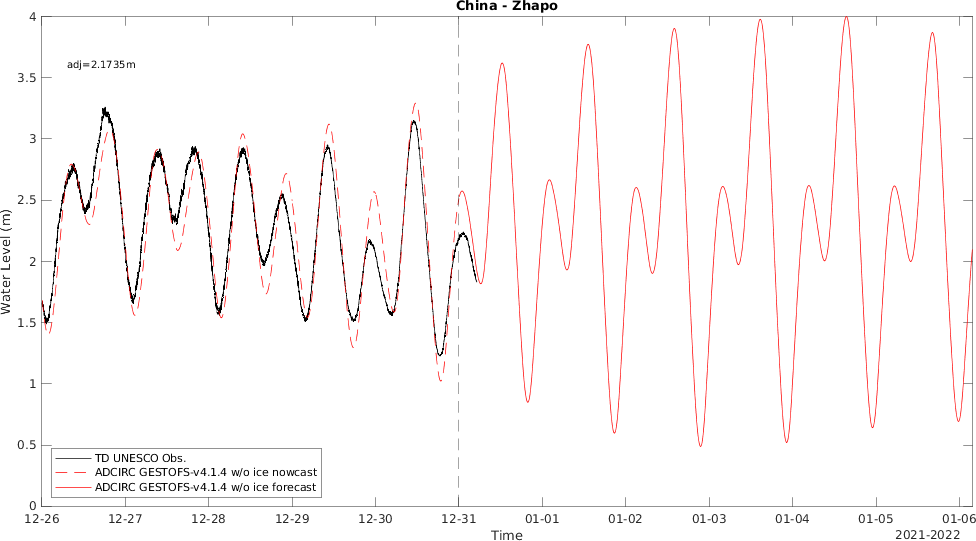 China - Zhapo
adj=2.1735m
Water Level (m)
4
3.5
3
2.5
2
1.5
1
0.5
0
TD UNESCO Obs.
ADCIRC GESTOFS-v4.1.4 w/o ice nowcast
ADCIRC GESTOFS-v4.1.4 w/o ice forecast
12-26 12-27 12-28 12-29 12-30 12-31 01-01 01-02 01-03 01-04 01-05 01-06
Time
2021-2022